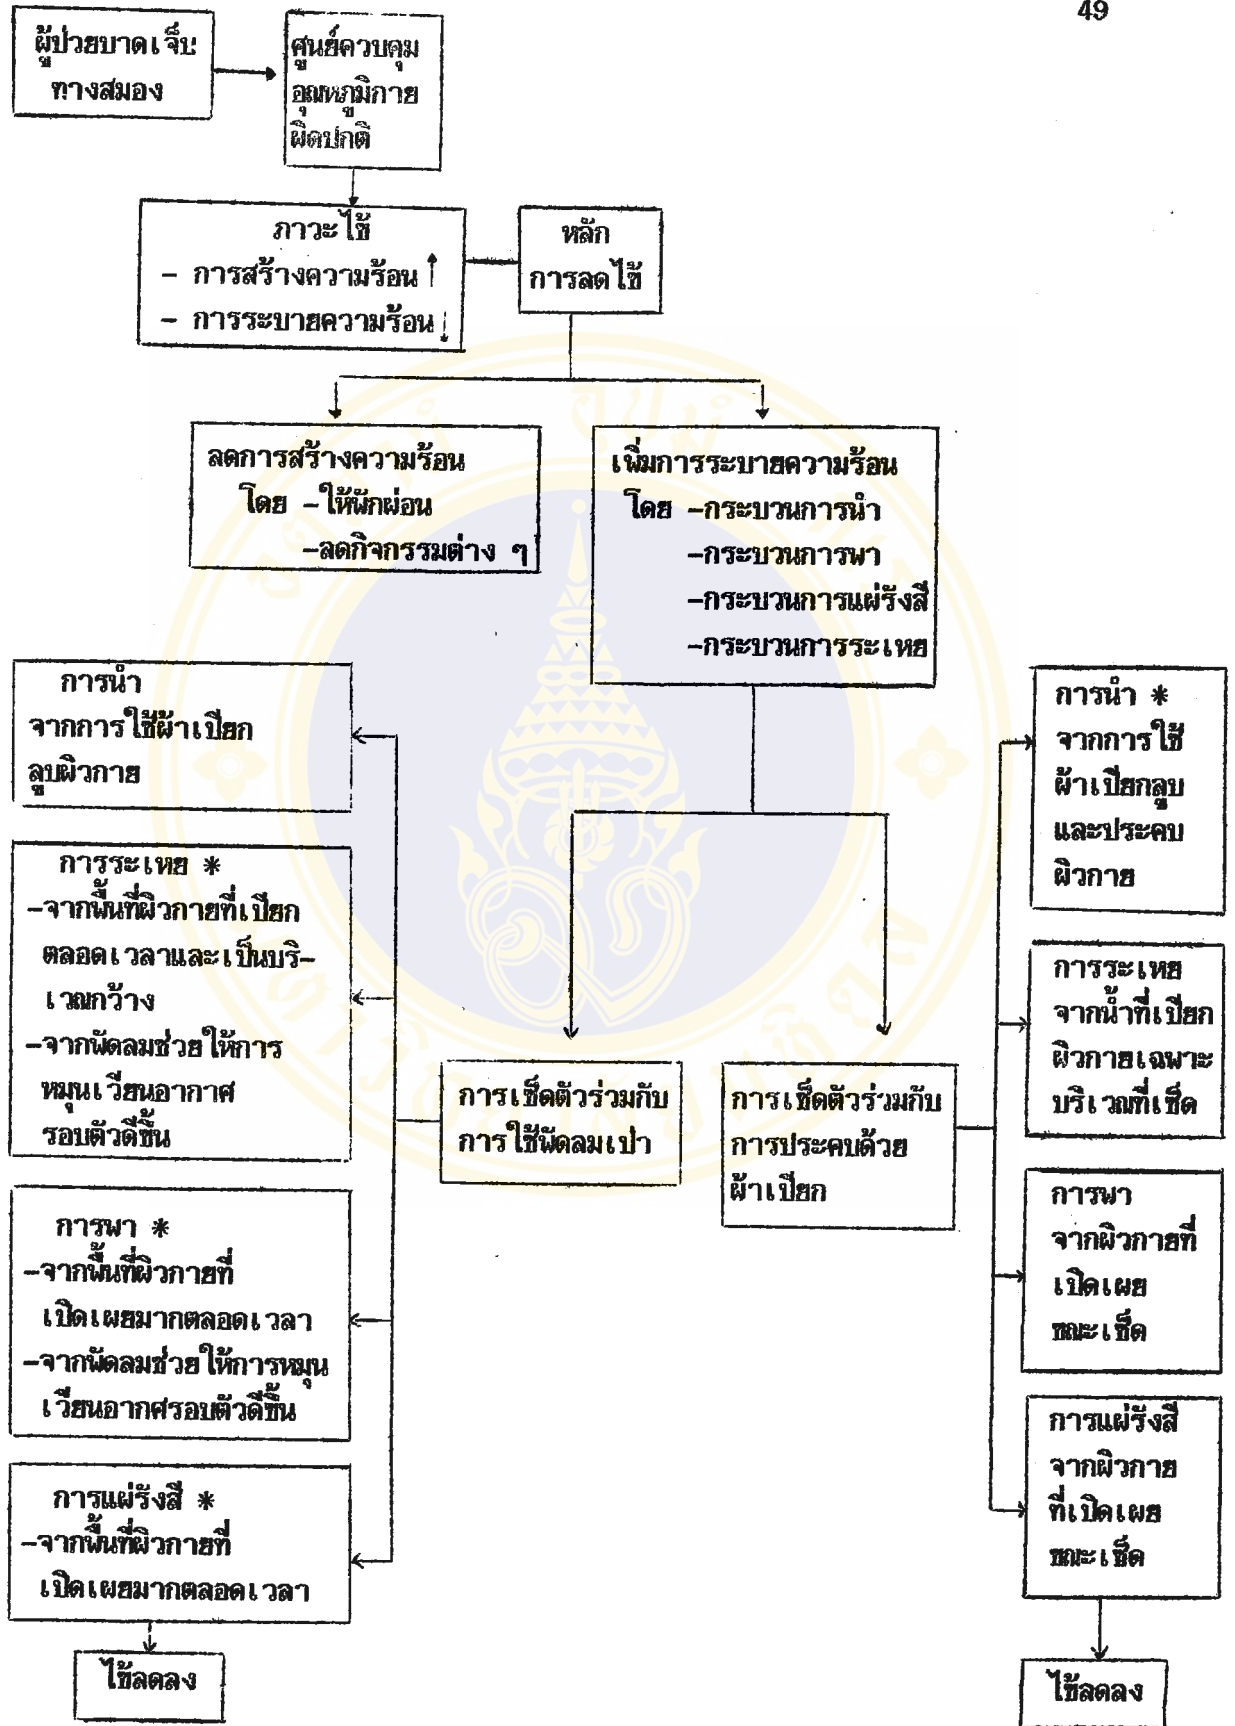 49
ผู้ป่วยบาดเจ็บ
ทางสมอง
ศูนย์ควบคุม
อุณหภูมิกาย
ผิดปกติ
ภาวะไข้
- การสร้างความร้อน ↑
- การระบายความร้อน ↓
หลัก
การลดไข้
ลดการสร้างความร้อน
โดย -ให้พักผ่อน
-ลดกิจกรรมต่าง ๆ
เพิ่มการระบายความร้อน
โดย -กระบวนการนำ
-กระบวนการพา
-กระบวนการแผ่รังสี
-กระบวนการระเหย
การนำ
จากการใช้ผ้าเปียก
ลูบผิวกาย
การระเหย *
-จากพื้นที่ผิวกายที่เปียก
ตลอดเวลาและเป็นบริ-
เวณกว้าง
-จากพัดลมช่วยให้การ
หมุนเวียนอากาศ
รอบตัวดีขึ้น
การพา *
-จากพื้นที่ผิวกายที่
เปิดเผยมากตลอดเวลา
-จากพัดลมช่วยให้การหมุน
เวียนอากศรอบตัวดีขึ้น
การแผ่รังสี *
-จากพื้นที่ผิวกายที่
เปิดเผยมากตลอดเวลา
ไข้ลดลง
การเช็ดตัวร่วมกับ
การใช้พัดลมเป่า
การเช็ดตัวร่วมกับ
การประคบด้วย
ผ้าเปียก
การนำ *
จากการใช้
ผ้าเปียกลูบ
และประคบ
ผิวกาย
การระเหย
จากน้ำที่เปียก
ผิวกายเฉพาะ
บริเวณที่เช็ด
การพา
จากผิวกายที่
เปิดเผย
ขณะเช็ด
การแผ่รังสี
จากผิวกาย
ที่เปิดเผย
ขณะเช็ด
ไข้ลดลง